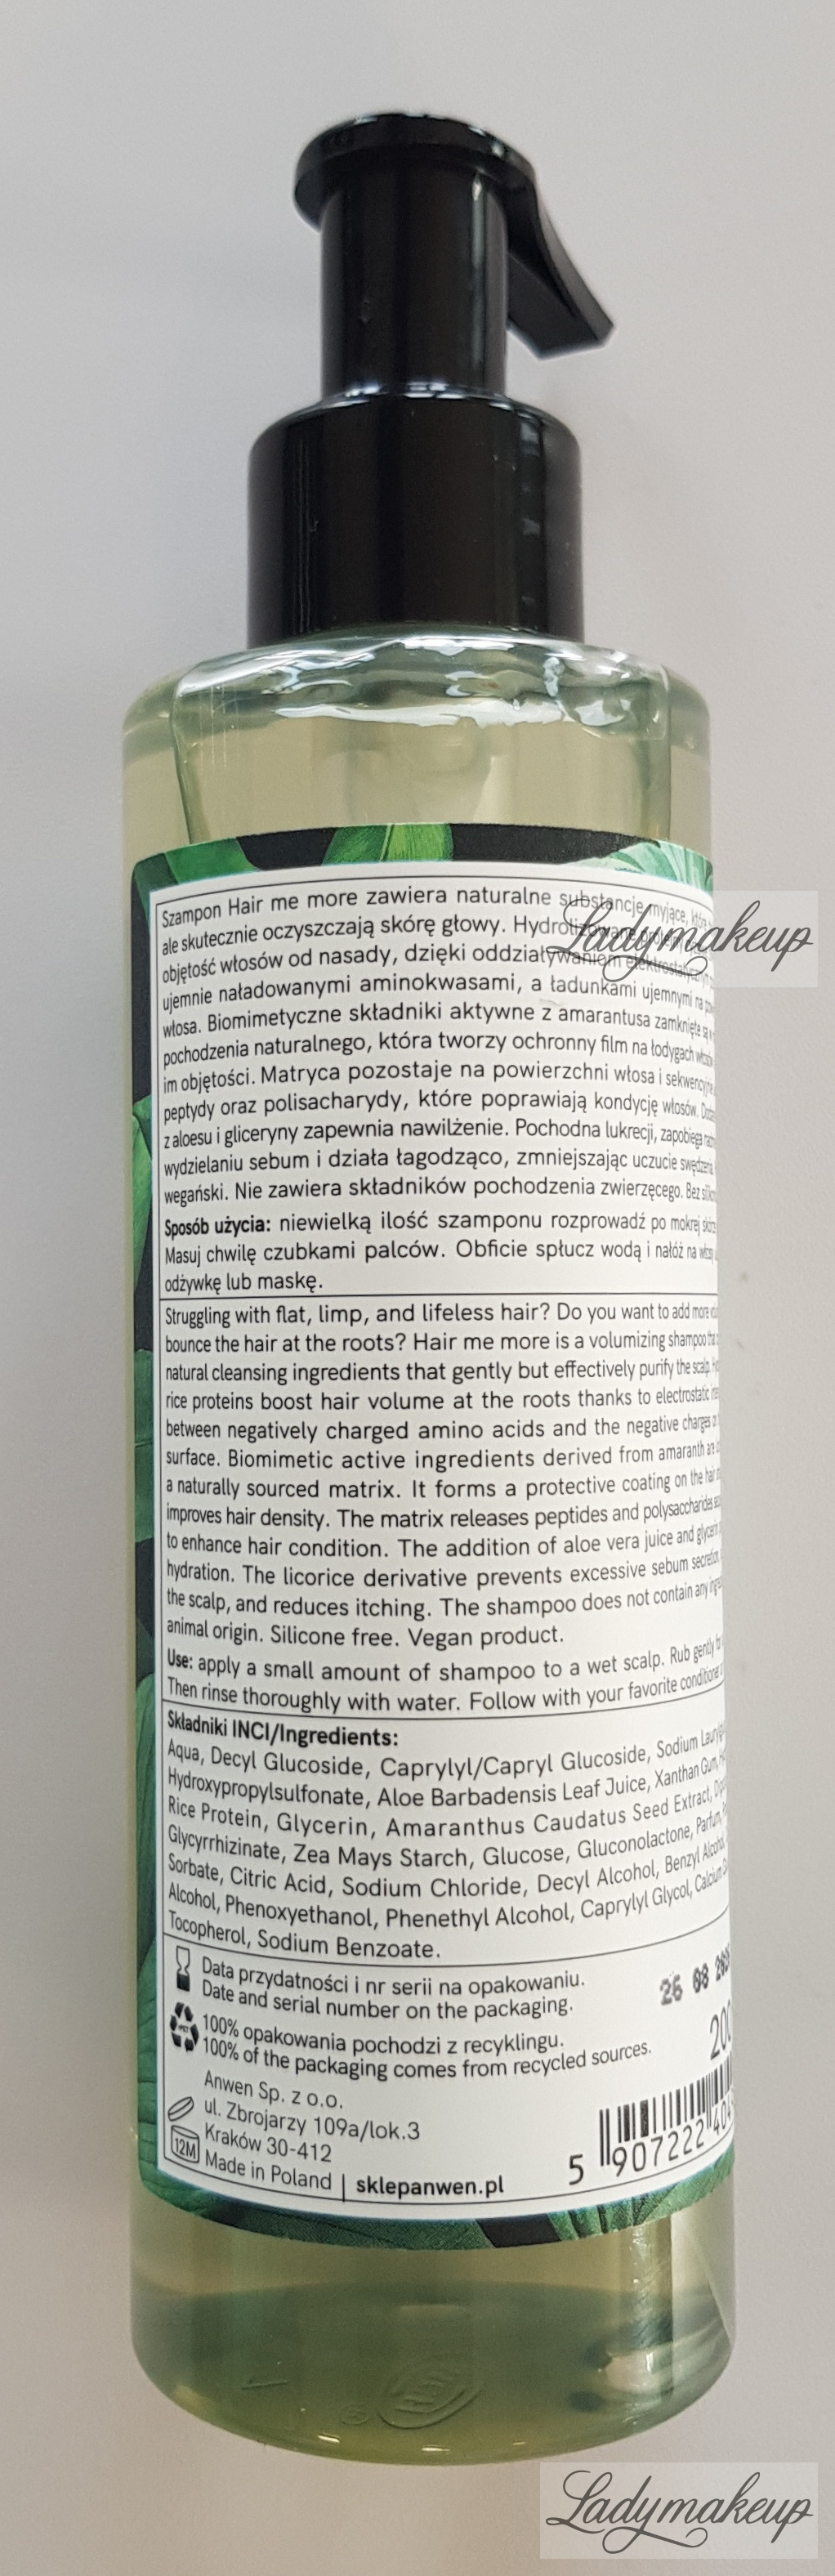 Szampon Hair me more zawiera naturalne substancje myjące,
ale skutecznie oczyszczają skórę głowy.
objętość włosów od nasady, dzięki oddziaływaniom
ujemnie naładowanymi aminokwasami, a ładunkami ujemnymi na
włosa. Biomimetyczne składniki aktywne z amarantusa zamknięte są w
pochodzenia naturalnego, która tworzy ochronny film na łodygach
im objętości. Matryca pozostaje na powierzchni włosa i
peptydy oraz polisacharydy, które poprawiają kondycję włosów.
z aloesu i gliceryny zapewnia nawilżenie. Pochodna lukrecji, zapobiega
wydzielaniu sebum i działa łagodząco, zmniejszając uczucie
wegański. Nie zawiera składników pochodzenia zwierzęcego. Bez
Sposób użycia: niewielką ilość szamponu rozprowadź po mokrej
Masuj chwilę czubkami palców. Obficie spłucz wodą i nałóż na
odżywkę lub maskę.
Struggling with flat, limp, and lifeless hair? Do you want to add more
bounce the hair at the roots? Hair me more is a volumizing shampoo
natural cleansing ingredients that gently but effectively purify the scalp.
rice proteins boost hair volume at the roots thanks to electrostatic
between negatively charged amino acids and the negative charges
surface. Biomimetic active ingredients derived from amaranth are
a naturally sourced matrix. It forms a protective coating on the hair
improves hair density. The matrix releases peptides and polysaccharides
to enhance hair condition. The addition of aloe vera juice and glycerin
hydration. The licorice derivative prevents excessive sebum secretion,
the scalp, and reduces itching. The shampoo does not contain any
animal origin. Silicone free. Vegan product.
Use: apply a small amount of shampoo to a wet scalp. Rub gently
Then rinse thoroughly with water. Follow with your favorite conditioner
Składniki INCI/Ingredients:
Aqua, Decyl Glucoside, Caprylyl/Capryl Glucoside, Sodium
Hydroxypropylsulfonate, Aloe Barbadensis Leaf Juice, Xanthan Gum,
Rice Protein, Glycerin, Amaranthus Caudatus Seed Extract,
Glycyrrhizinate, Zea Mays Starch, Glucose, Gluconolactone, Parfum,
Sorbate, Citric Acid, Sodium Chloride, Decyl Alcohol, Benzyl Alcohol,
Alcohol, Phenoxyethanol, Phenethyl Alcohol, Caprylyl Glycol, Calcium
Tocopherol, Sodium Benzoate.
Data przydatności i nr serii na opakowaniu.
Date and serial number on the packaging.
26 08
100% opakowania pochodzi z recyklingu.
100% of the packaging comes from recycled sources.
200
Anwen Sp. z o.o.
ul. Zbrojarzy 109a/lok.3
Kraków 30-412
12M
Made in Poland | sklepanwen.pl
5 907222 404
Ladymakeup
Ladymakeup